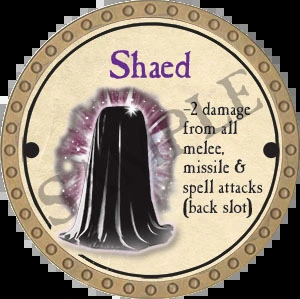 Shaed
-2 damage
from all
melee,
missile &
spell attacks
(back slot)
SAMPLE